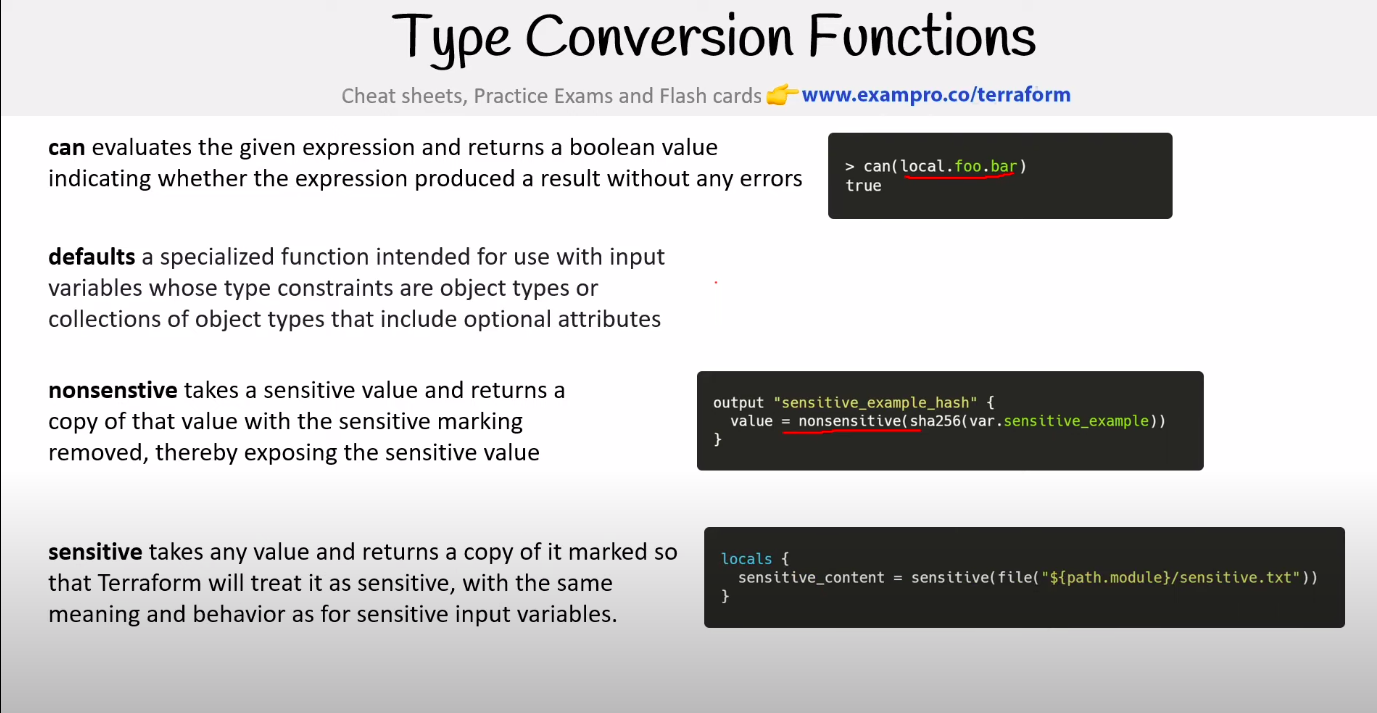 Type Conversion Functions
Cheat sheets, Practice Exams and Flash cards 👉 www.exampro.co/terraform
can evaluates the given expression and returns a boolean value
indicating whether the expression produced a result without any errors
> can(local.foo.bar)
true
defaults a specialized function intended for use with input
variables whose type constraints are object types or
collections of object types that include optional attributes
nonsenstive takes a sensitive value and returns a
copy of that value with the sensitive marking
removed, thereby exposing the sensitive value
output "sensitive_example_hash" {
  value = nonsensitive(sha256(var.sensitive_example))
}
sensitive takes any value and returns a copy of it marked so
that Terraform will treat it as sensitive, with the same
meaning and behavior as for sensitive input variables.
locals {
  sensitive_content = sensitive(file("${path.module}/sensitive.txt"))
}